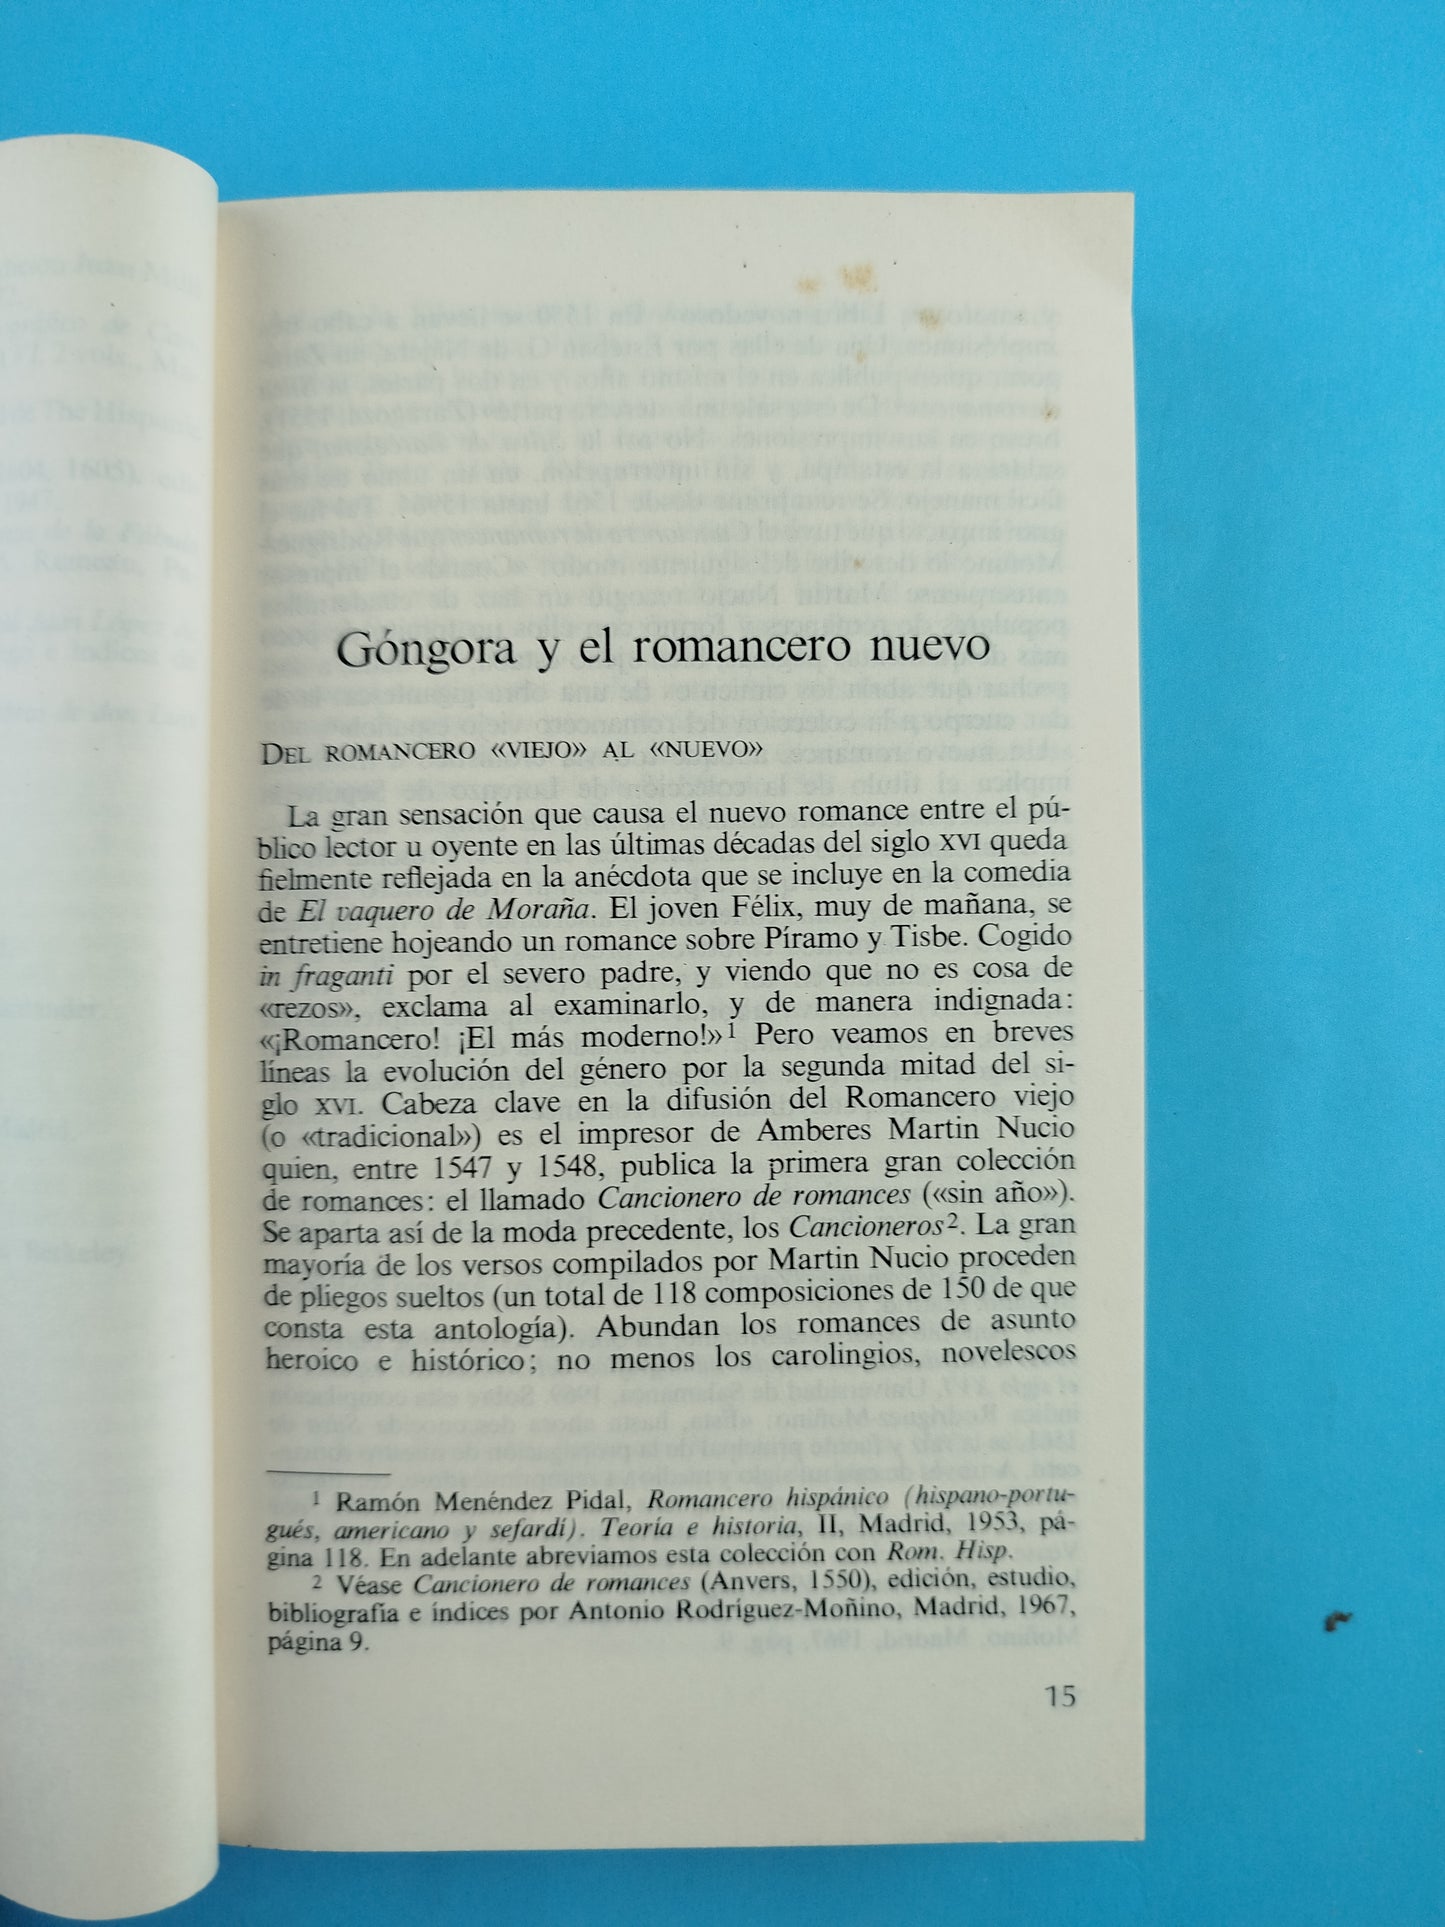 Góngora y el romancero nuevo
DEL ROMANCERO «VIEJO» AL «NUEVO»
La gran sensación que causa el nuevo romance entre el pú-
blico lector u oyente en las últimas décadas del siglo XVI queda
fielmente reflejada en la anécdota que se incluye en la comedia
de El vaquero de Moraña. El joven Félix, muy de mañana, se
entretiene hojeando un romance sobre Píramo y Tisbe. Cogido
in fraganti por el severo padre, y viendo que no es cosa de
«rezos», exclama al examinarlo, y de manera indignada:
«¡Romancero! ¡El más moderno!»1 Pero veamos en breves
líneas la evolución del género por la segunda mitad del si-
glo XVI. Cabeza clave en la difusión del Romancero viejo
(o «tradicional») es el impresor de Amberes Martin Nucio
quien, entre 1547 y 1548, publica la primera gran colección
de romances: el llamado Cancionero de romances («sin año»).
Se aparta así de la moda precedente, los Cancioneros2. La gran
mayoría de los versos compilados por Martin Nucio proceden
de pliegos sueltos (un total de 118 composiciones de 150 de que
consta esta antología). Abundan los romances de asunto
heroico e histórico; no menos los carolingios, novelescos
1 Ramón Menéndez Pidal, Romancero hispánico (hispano-portu-
gués, americano y sefardí). Teoría e historia, II, Madrid, 1953, pá-
gina 118. En adelante abreviamos esta colección con Rom. Hisp.
2 Véase Cancionero de romances (Anvers, 1550), edición, estudio,
bibliografía e índices por Antonio Rodríguez-Moñino, Madrid, 1967,
página 9.
15